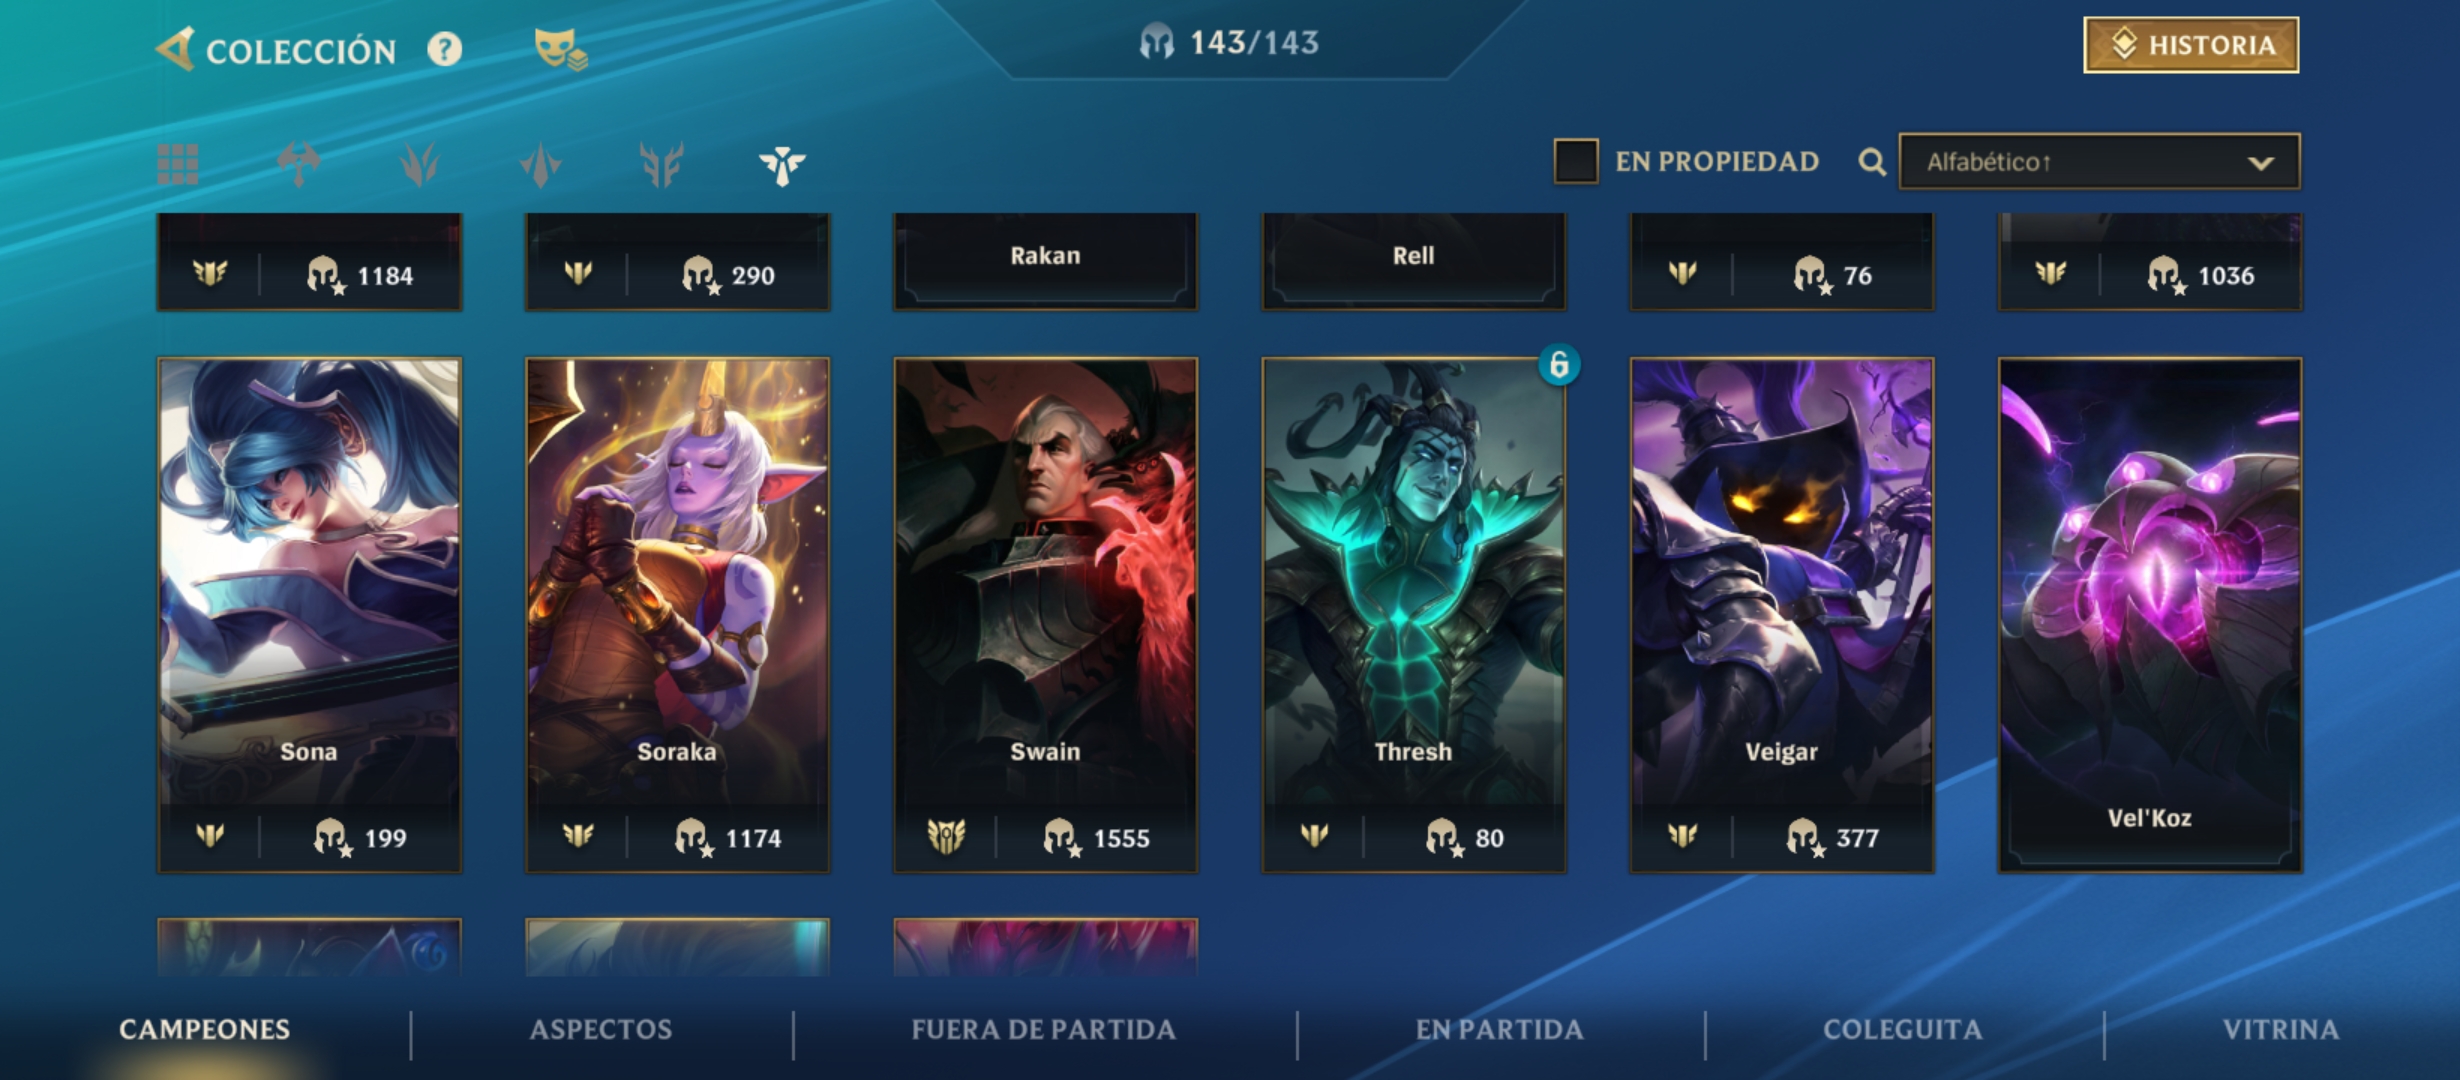 COLECCIÓN ?
143/143
HISTORIA
EN PROPIEDAD
Alfabético↑
1184
290
Rakan
Rell
76
1036
Sona
Soraka
Swain
Thresh
Veigar
Vel'Koz
199
1174
1555
80
377
CAMPEONES
ASPECTOS
FUERA DE PARTIDA
EN PARTIDA
COLEGUITA
VITRINA